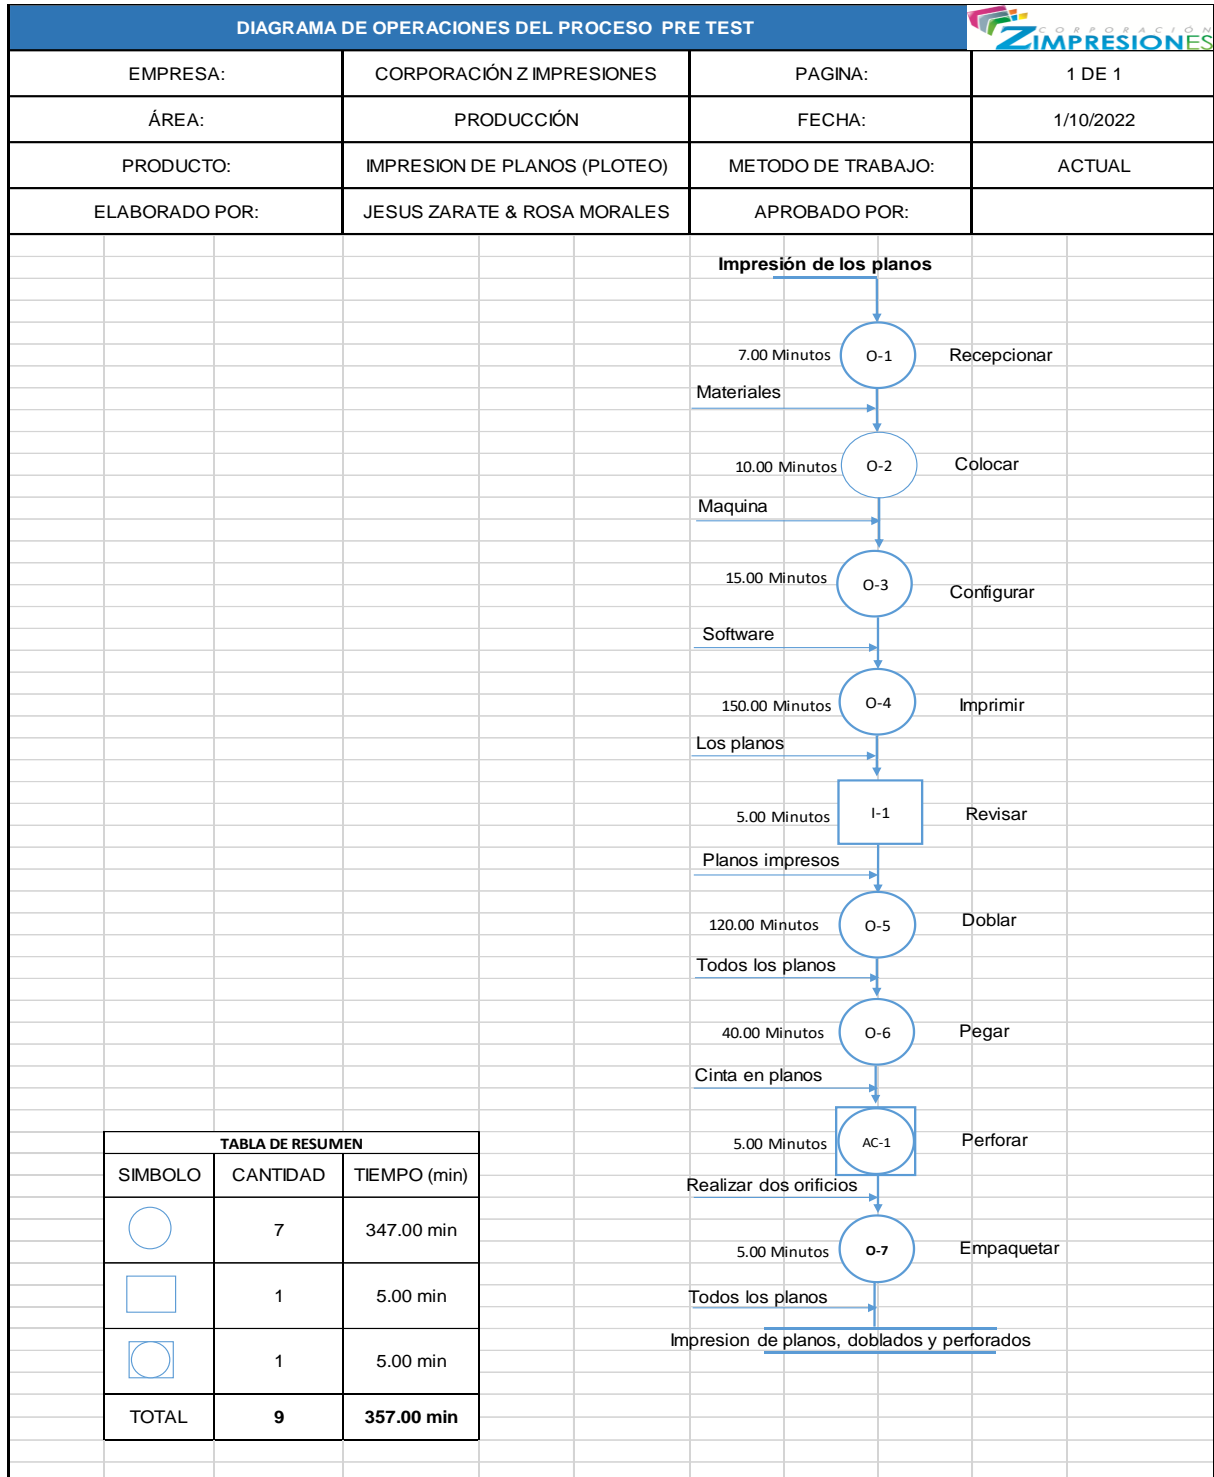 DIAGRAMA DE OPERACIONES DEL PROCESO PRE TEST
CORPORACIÓN
ZIMPRESIONES
EMPRESA: CORPORACIÓN Z IMPRESIONES PAGINA: 1 DE 1
ÁREA: PRODUCCIÓN FECHA: 1/10/2022
PRODUCTO: IMPRESION DE PLANOS (PLOTEO) METODO DE TRABAJO: ACTUAL
ELABORADO POR: JESUS ZARATE & ROSA MORALES APROBADO POR:
Impresión de los planos
7.00 Minutos O-1 Recepcionar
Materiales
10.00 Minutos O-2 Colocar
Maquina
15.00 Minutos O-3 Configurar
Software
150.00 Minutos O-4 Imprimir
Los planos
5.00 Minutos I-1 Revisar
Planos impresos
120.00 Minutos O-5 Doblar
Todos los planos
40.00 Minutos O-6 Pegar
Cinta en planos
5.00 Minutos AC-1 Perforar
Realizar dos orificios
5.00 Minutos O-7 Empaquetar
Todos los planos
Impresion de planos, doblados y perforados
TABLA DE RESUMEN
SIMBOLO CANTIDAD TIEMPO (min)
7 347.00 min
1 5.00 min
1 5.00 min
TOTAL 9 357.00 min